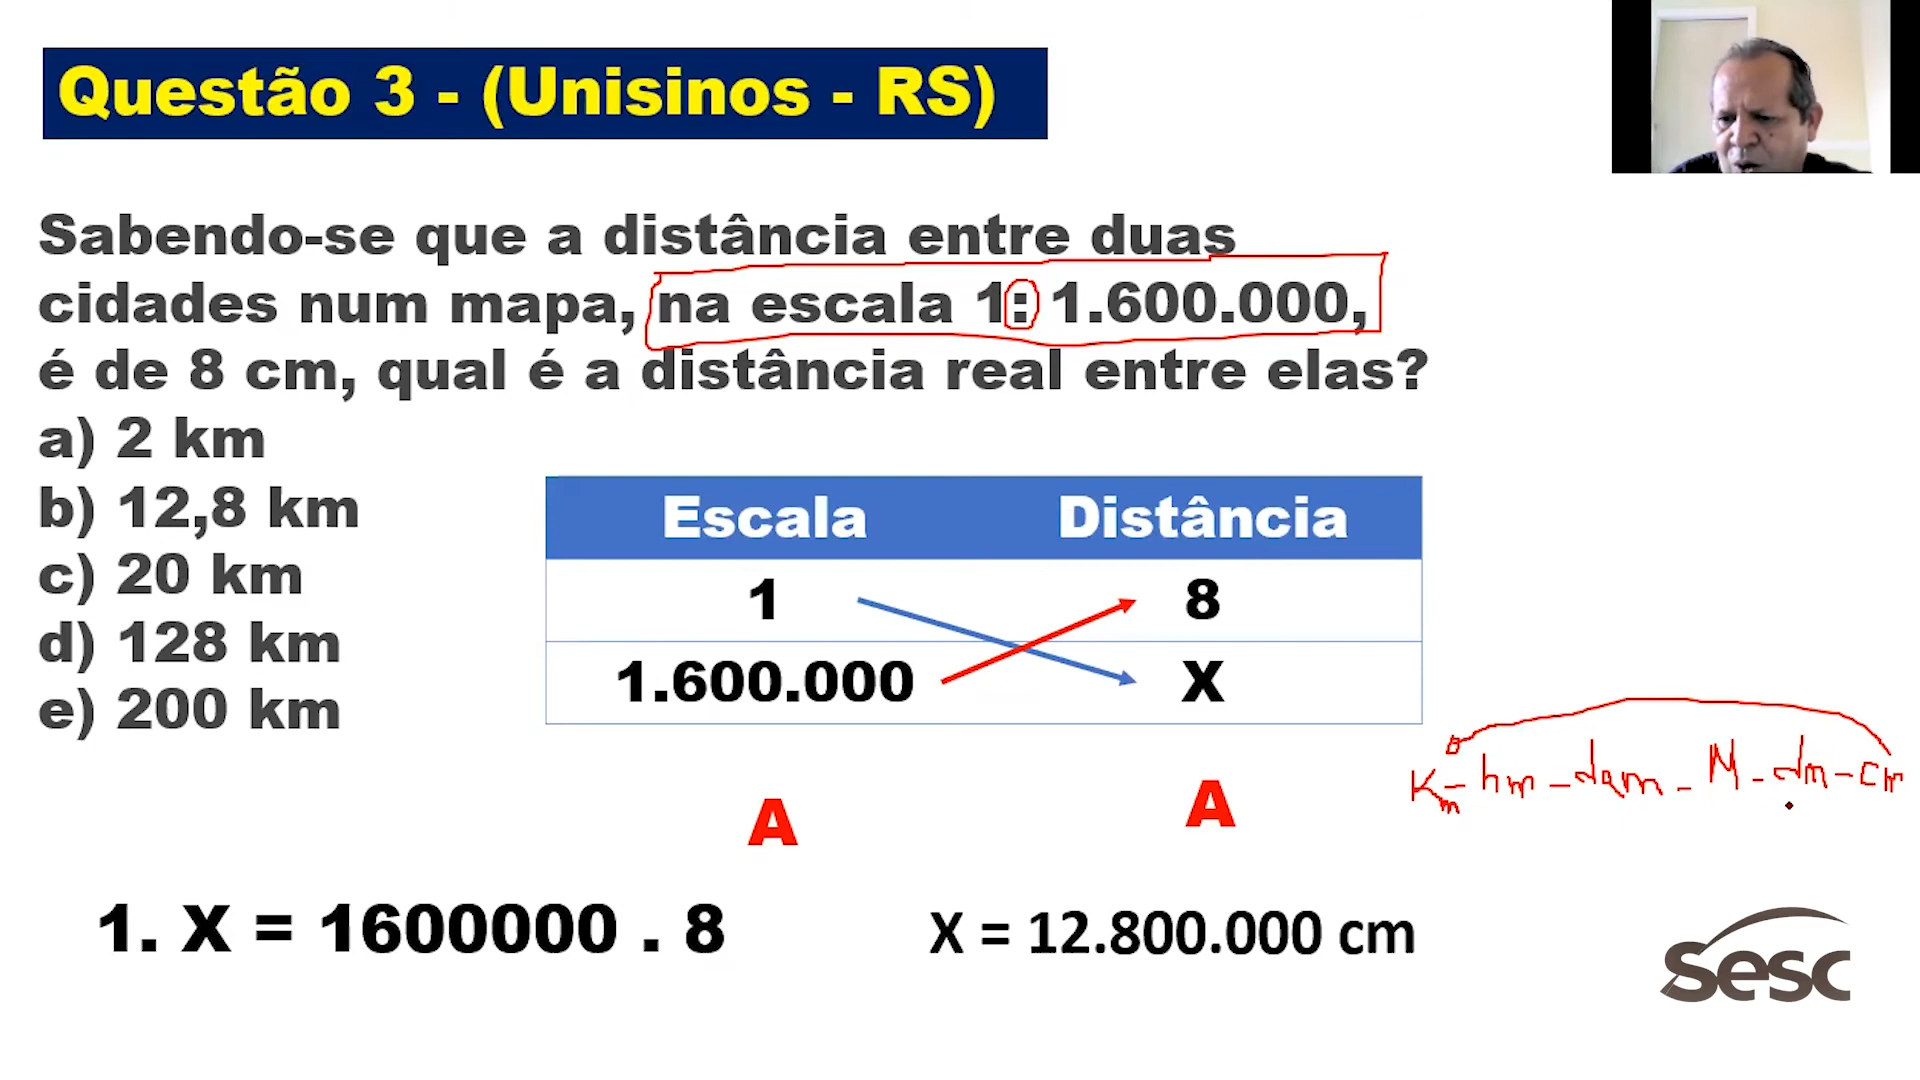 Questão 3 - (Unisinos - RS)
Sabendo-se que a distância entre duas
cidades num mapa, na escala 1: 1.600.000,
é de 8 cm, qual é a distância real entre elas?
a) 2 km
b) 12,8 km
c) 20 km
d) 128 km
e) 200 km
Escala Distância
1 8
1.600.000 X
Km - hm - dam - M - dm - cm
A A
1. X = 1600000 . 8
X = 12.800.000 cm
Sesc